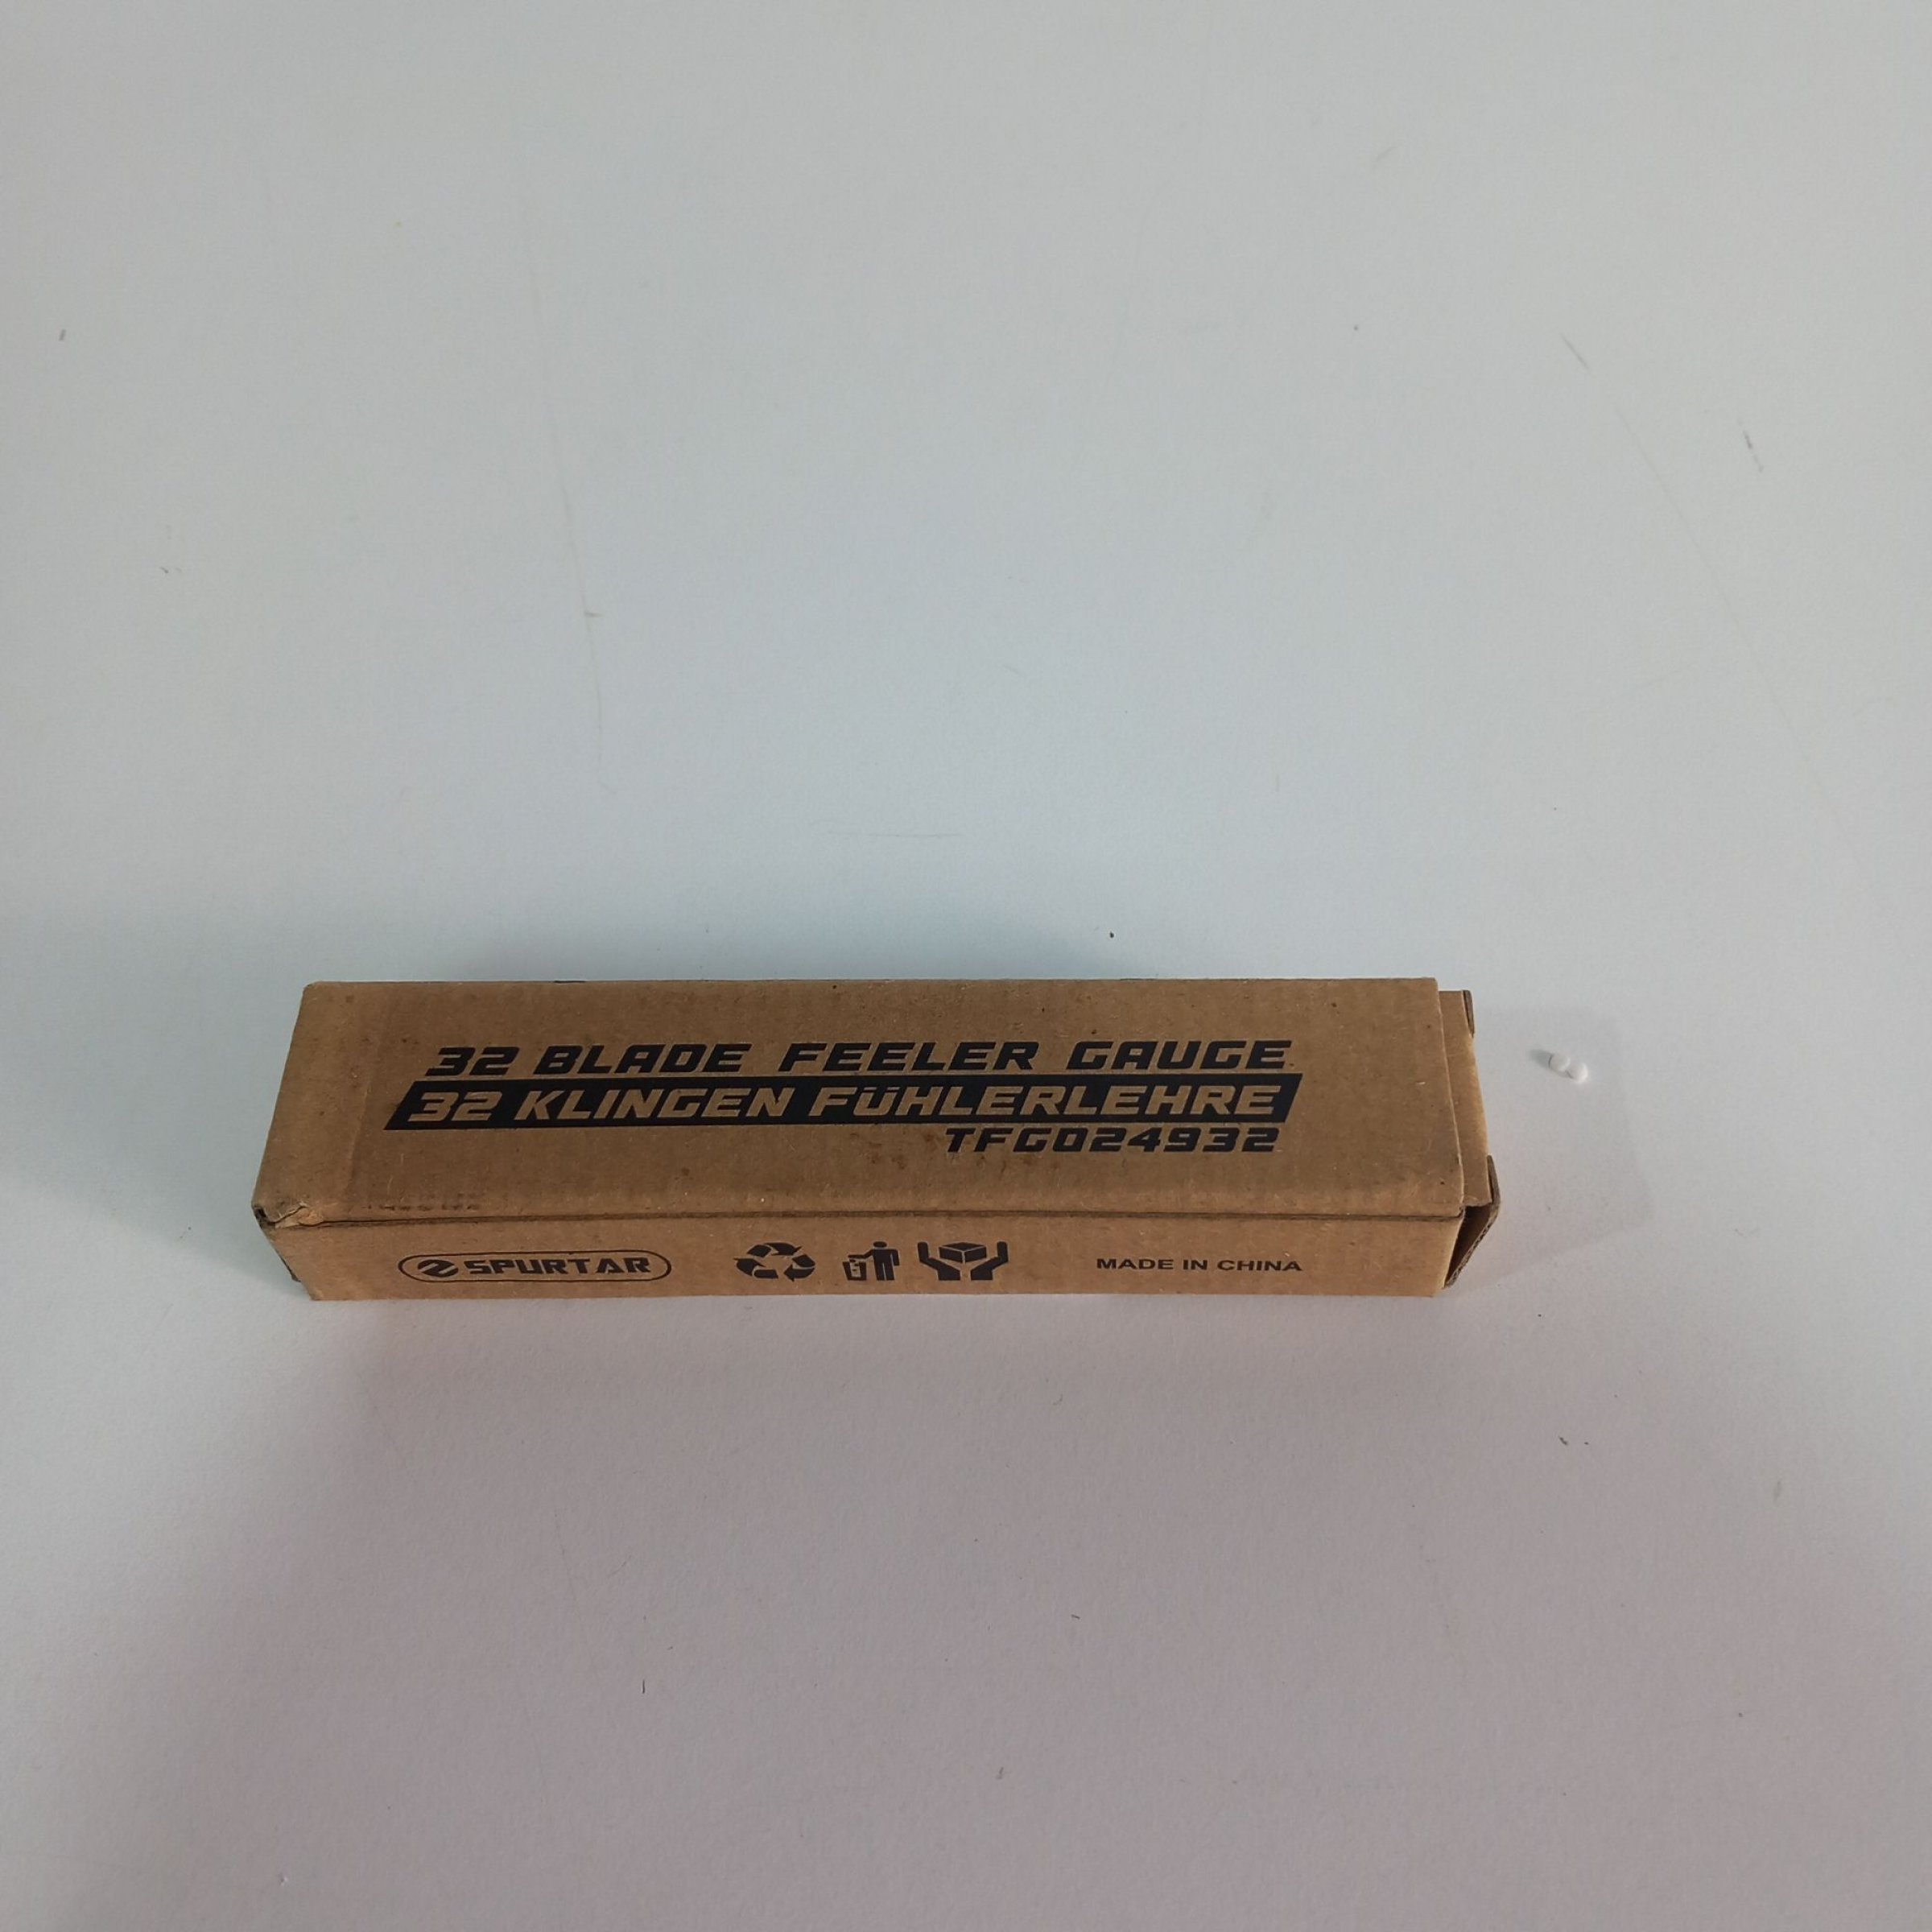 32 BLADE FEELER GAUGE
32 KLINGEN FÜHLERLEHRE
TFG024932
SPURTAR
MADE IN CHINA